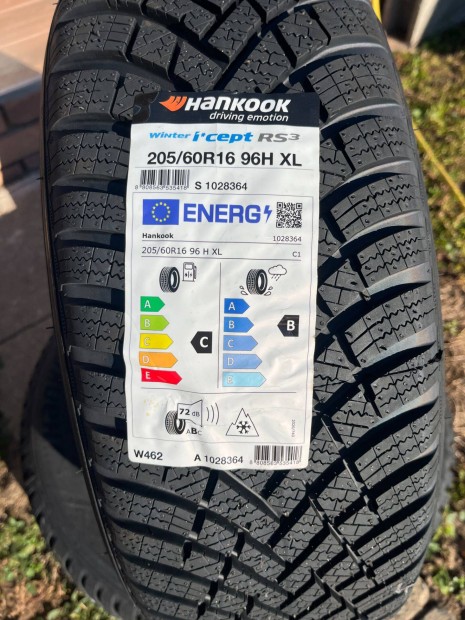 HANKOOK
driving emotion
Winter i*cept RS3
205/60R16 96H XL
S 1028364
ENERG
Hankook 1028364
205/60R16 96 H XL C1
A A
B B
C C C B
D D
E E
72 dB
ABC
W462 A 1028364